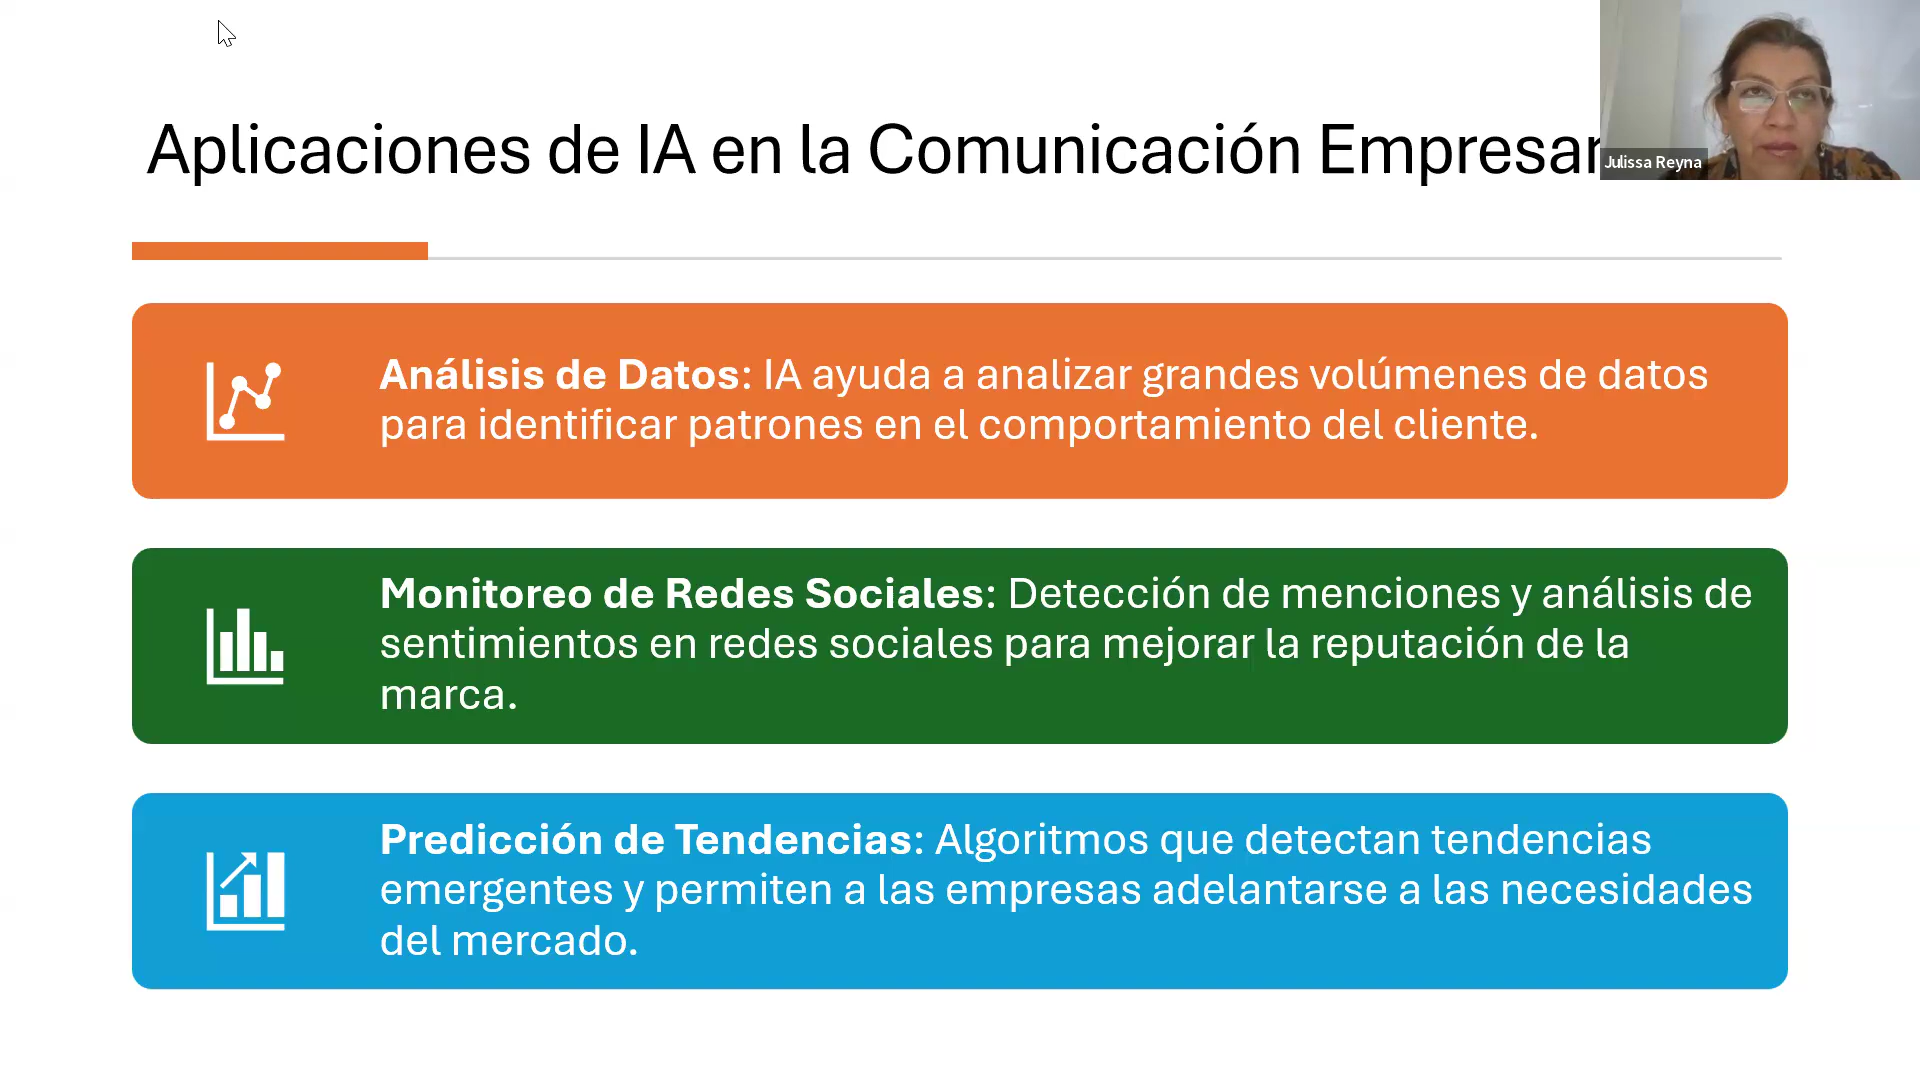 Aplicaciones de IA en la Comunicación Empresar
Julissa Reyna
Análisis de Datos: IA ayuda a analizar grandes volúmenes de datos
para identificar patrones en el comportamiento del cliente.
Monitoreo de Redes Sociales: Detección de menciones y análisis de
sentimientos en redes sociales para mejorar la reputación de la
marca.
Predicción de Tendencias: Algoritmos que detectan tendencias
emergentes y permiten a las empresas adelantarse a las necesidades
del mercado.